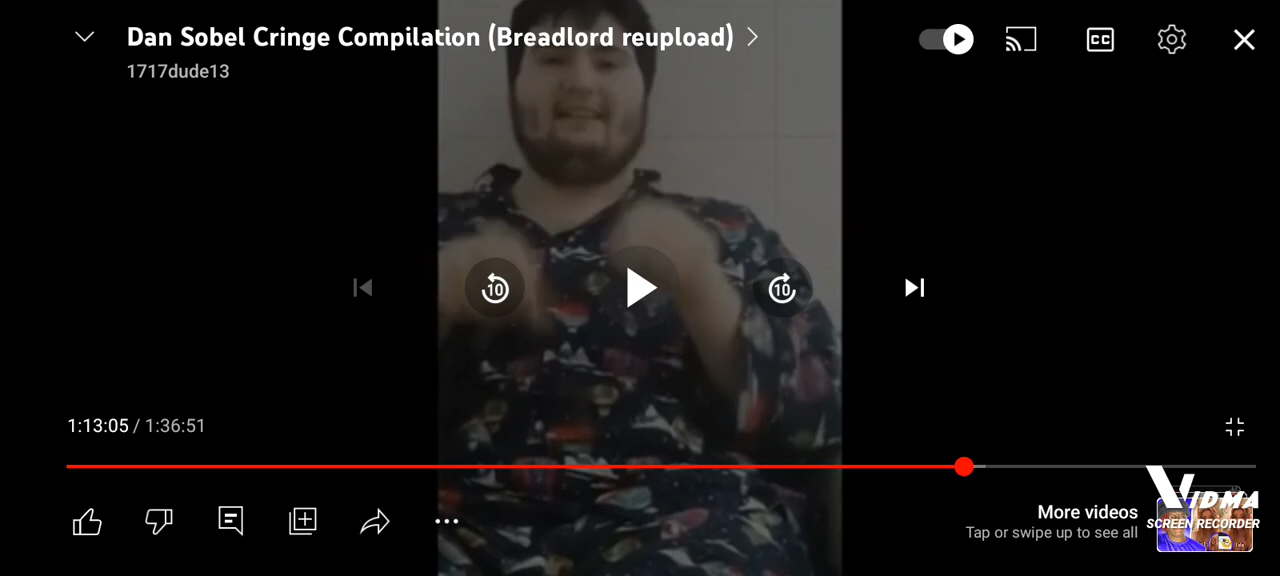 Dan Sobel Cringe Compilation (Breadlord reupload)
1717dude13
CC
10
10
1:13:05 / 1:36:51
More videos
Tap or swipe up to see all
VIDMA
SCREEN RECORDER